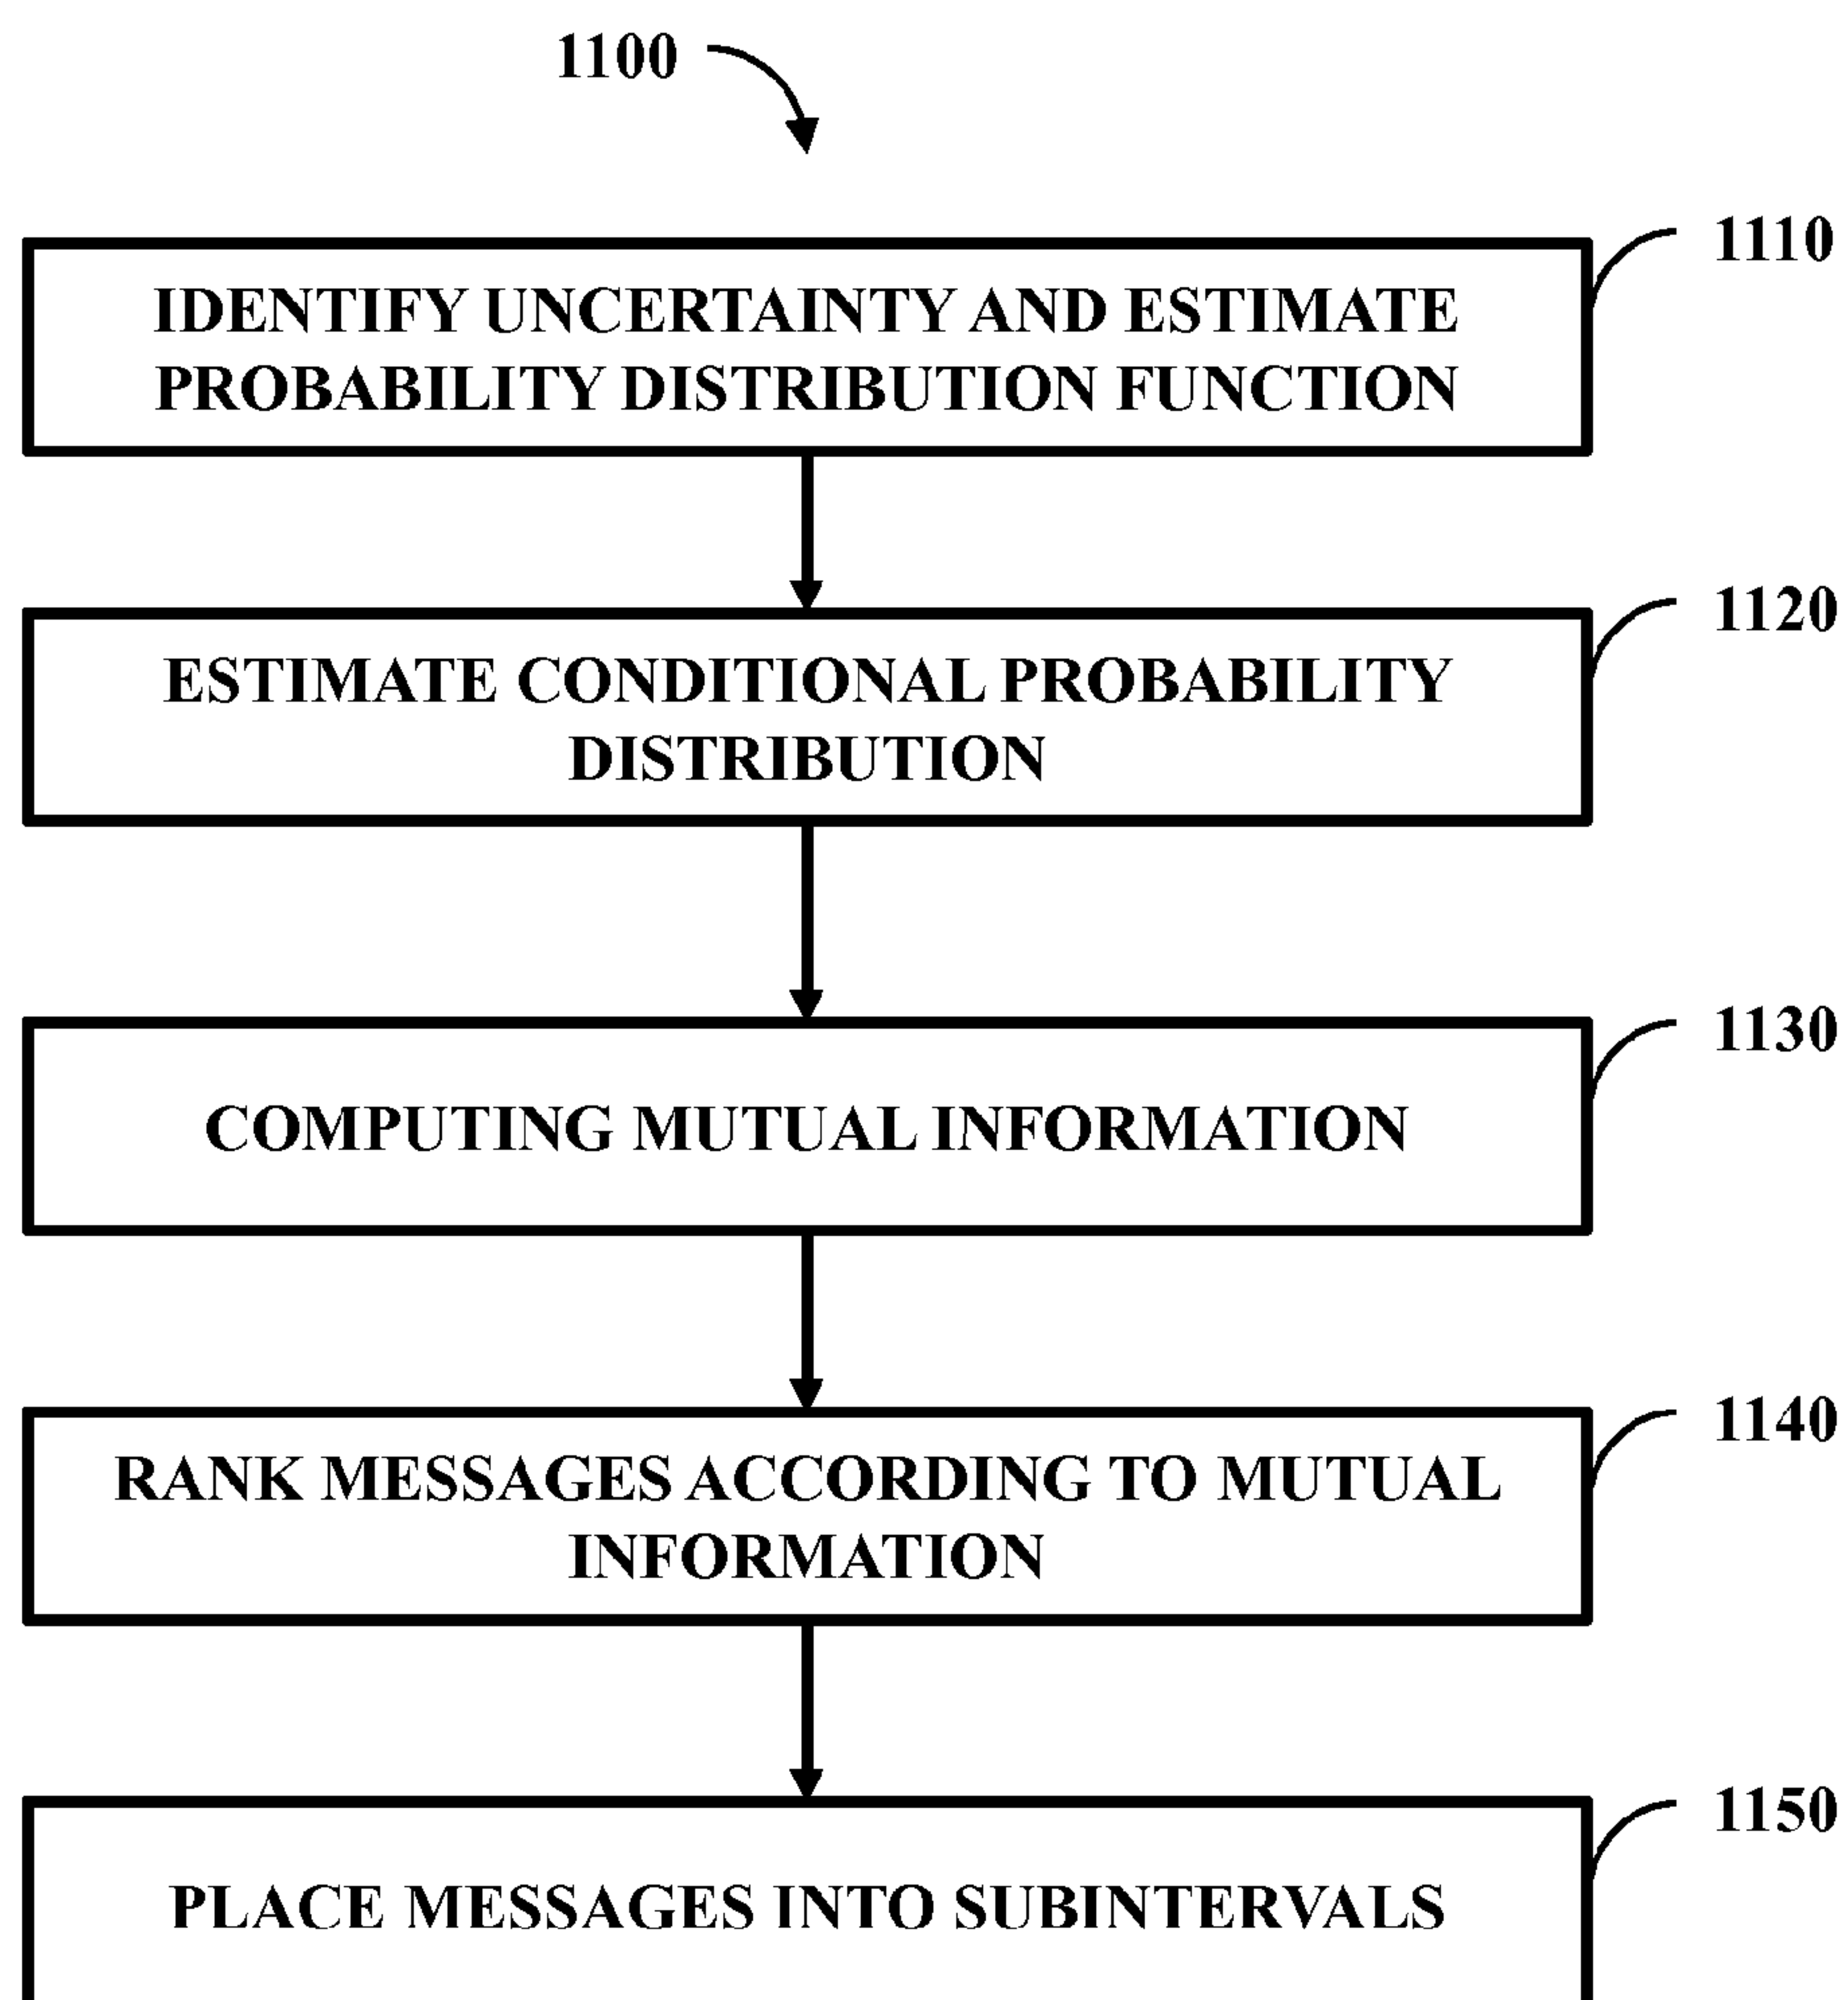 1100
1110
IDENTIFY UNCERTAINTY AND ESTIMATE
PROBABILITY DISTRIBUTION FUNCTION
1120
ESTIMATE CONDITIONAL PROBABILITY
DISTRIBUTION
1130
COMPUTING MUTUAL INFORMATION
1140
RANK MESSAGES ACCORDING TO MUTUAL
INFORMATION
1150
PLACE MESSAGES INTO SUBINTERVALS